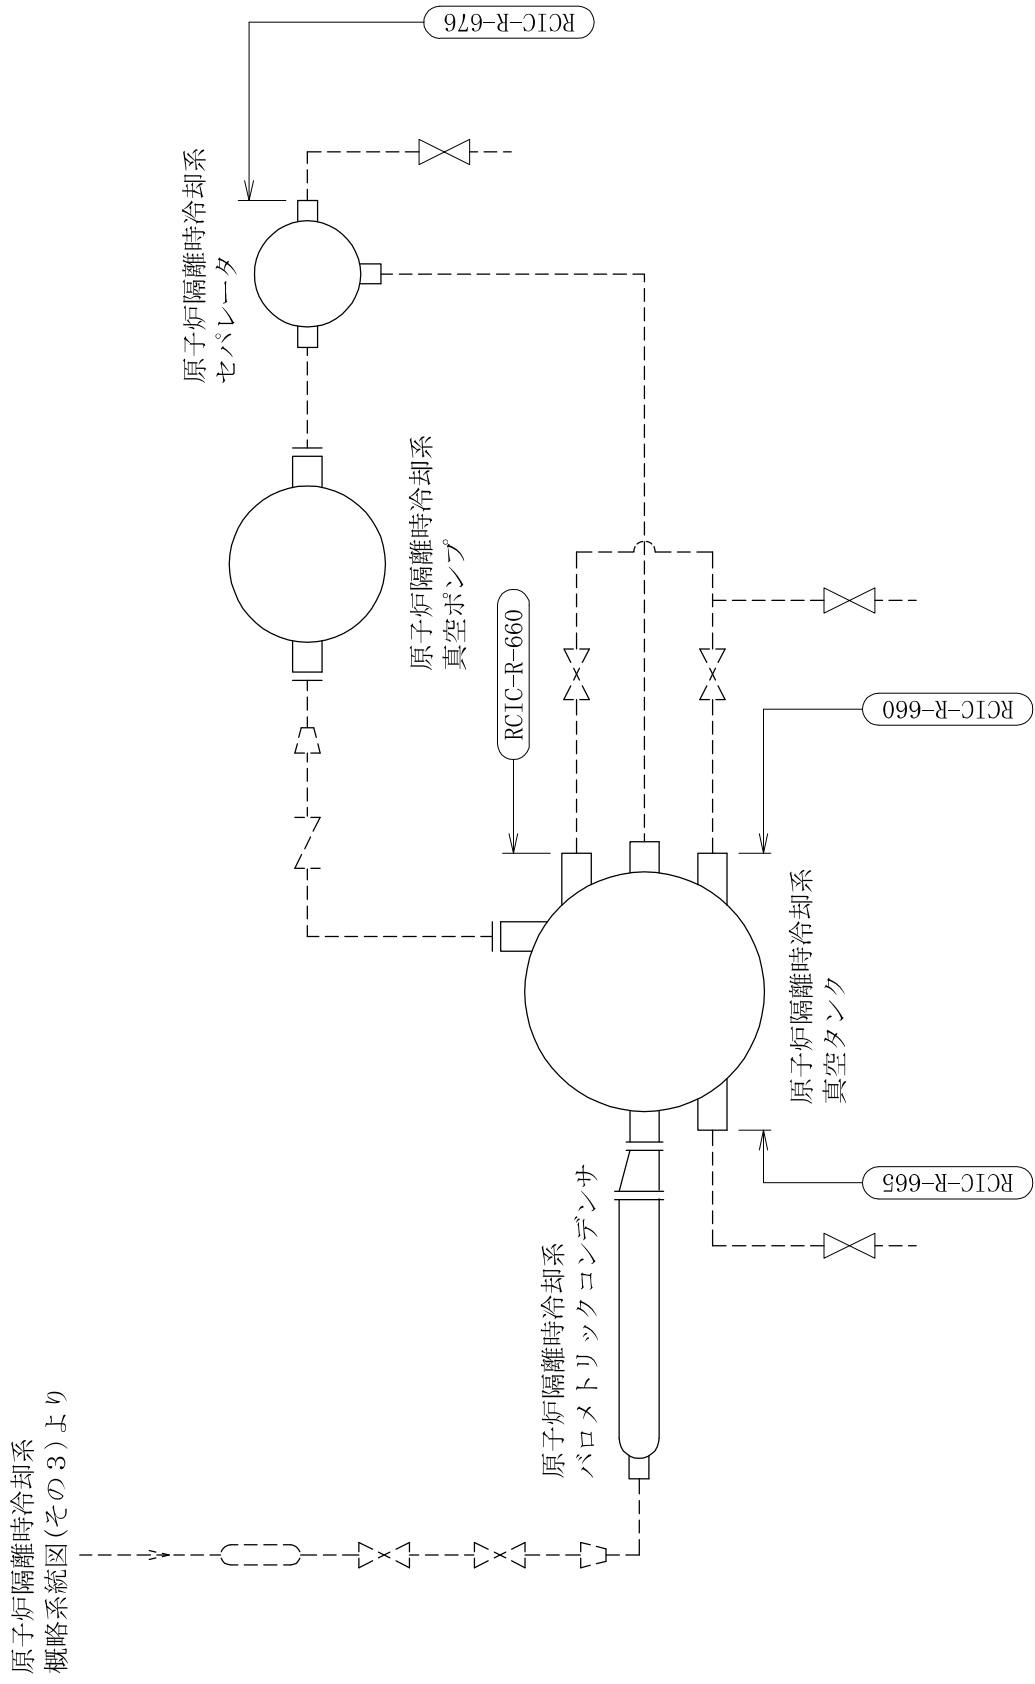 原子炉隔離時冷却系
概略系統図(その3)より
原子炉隔離時冷却系
セパレータ
RCIC-R-676
原子炉隔離時冷却系
真空ポンプ
RCIC-R-660
原子炉隔離時冷却系
バロメトリックコンデンサ
原子炉隔離時冷却系
真空タンク
RCIC-R-665
RCIC-R-660